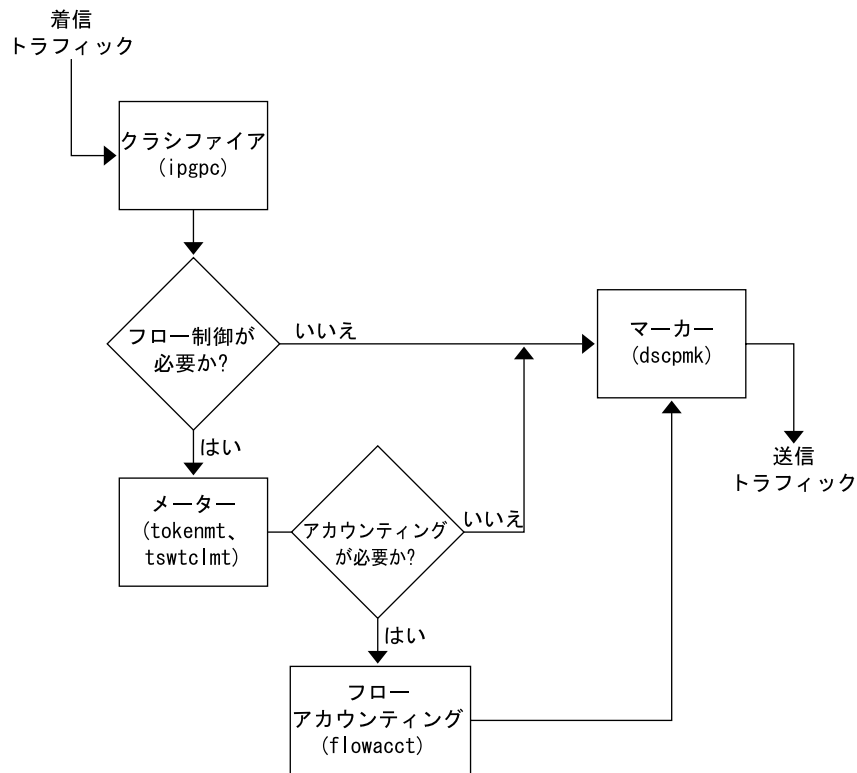 着信
トラフィック
クラシファイア
(ipgpc)
フロー制御が
必要か?
いいえ
マーカー
(dscpmk)
はい
送信
トラフィック
メーター
(tokenmt、
tswtclmt)
アカウンティング
が必要か?
いいえ
はい
フロー
アカウンティング
(flowacct)